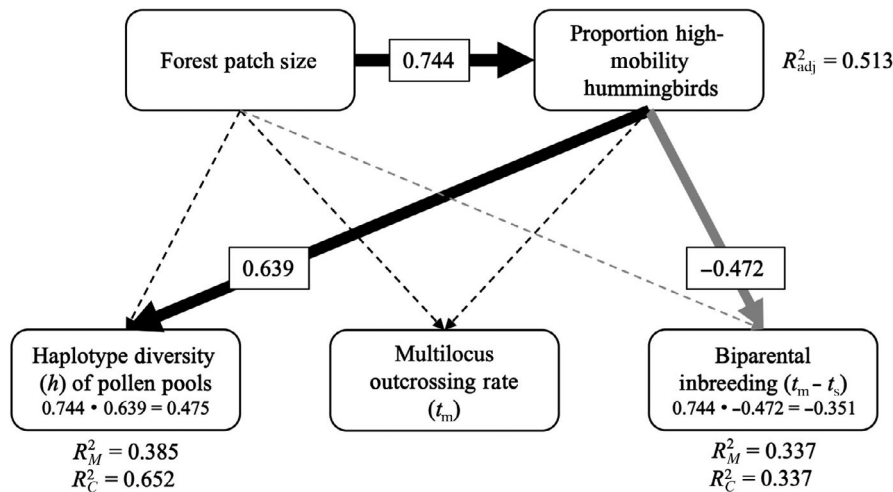 Forest patch size
0.744
Proportion high-
mobility
hummingbirds
R²adj = 0.513
0.639
−0.472
Haplotype diversity
(h) of pollen pools
0.744 • 0.639 = 0.475
Multilocus
outcrossing rate
(tm)
Biparental
inbreeding (tm − ts)
0.744 • −0.472 = −0.351
R²M = 0.385
R²C = 0.652
R²M = 0.337
R²C = 0.337